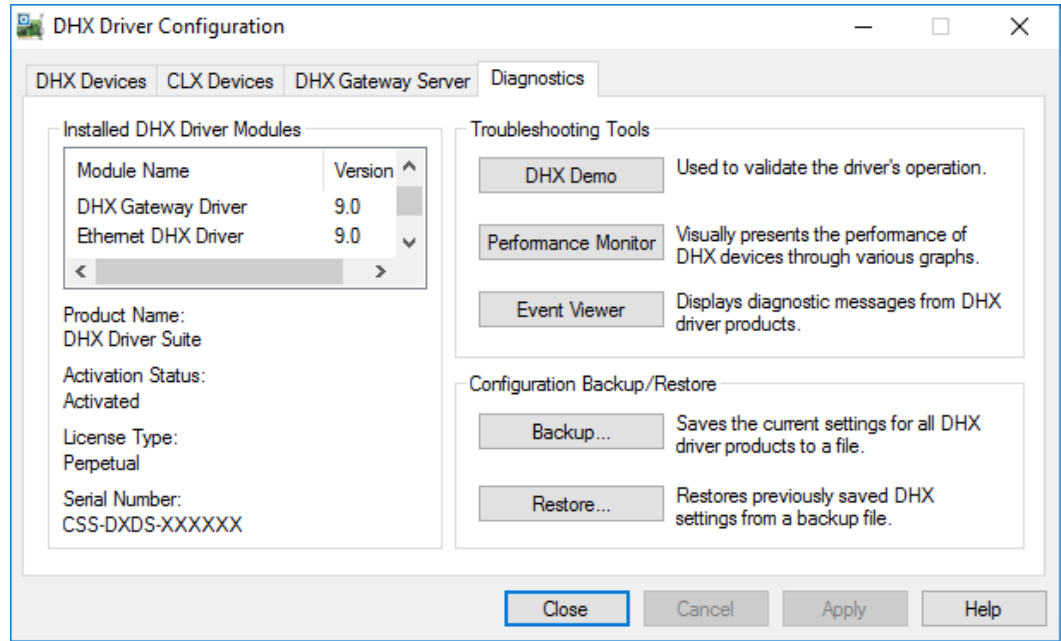 DHX Driver Configuration
DHX Devices
CLX Devices
DHX Gateway Server
Diagnostics
Installed DHX Driver Modules
Module Name Version
DHX Gateway Driver 9.0
Ethernet DHX Driver 9.0
Product Name:
DHX Driver Suite
Activation Status:
Activated
License Type:
Perpetual
Serial Number:
CSS-DXDS-XXXXXX
Troubleshooting Tools
DHX Demo
Used to validate the driver's operation.
Performance Monitor
Visually presents the performance of
DHX devices through various graphs.
Event Viewer
Displays diagnostic messages from DHX
driver products.
Configuration Backup/Restore
Backup...
Saves the current settings for all DHX
driver products to a file.
Restore...
Restores previously saved DHX
settings from a backup file.
Close
Cancel
Apply
Help